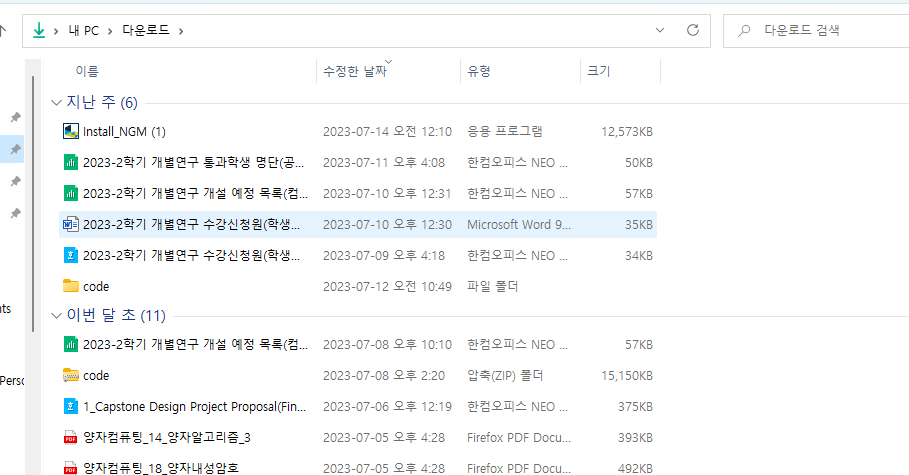 내 PC > 다운로드 >
다운로드 검색
이름 수정한 날짜 유형 크기
지난 주 (6)
Install_NGM (1) 2023-07-14 오전 12:10 응용 프로그램 12,573KB
2023-2학기 개별연구 통과학생 명단(공... 2023-07-11 오후 4:08 한컴오피스 NEO ... 50KB
2023-2학기 개별연구 개설 예정 목록(컴... 2023-07-10 오후 12:31 한컴오피스 NEO ... 57KB
2023-2학기 개별연구 수강신청원(학생... 2023-07-10 오후 12:30 Microsoft Word 9... 35KB
2023-2학기 개별연구 수강신청원(학생... 2023-07-09 오후 4:18 한컴오피스 NEO ... 34KB
code 2023-07-12 오전 10:49 파일 폴더
nts
이번 달 초 (11)
2023-2학기 개별연구 개설 예정 목록(컴... 2023-07-08 오후 10:10 한컴오피스 NEO ... 57KB
Perso
code 2023-07-08 오후 2:20 압축(ZIP) 폴더 15,150KB
1_Capstone Design Project Proposal(Fin... 2023-07-06 오후 12:19 한컴오피스 NEO ... 375KB
양자컴퓨팅_14_양자알고리즘_3 2023-07-05 오후 4:28 Firefox PDF Docu... 393KB
양자컴퓨팅_18_양자내성암호 2023-07-05 오후 4:28 Firefox PDF Docu... 492KB